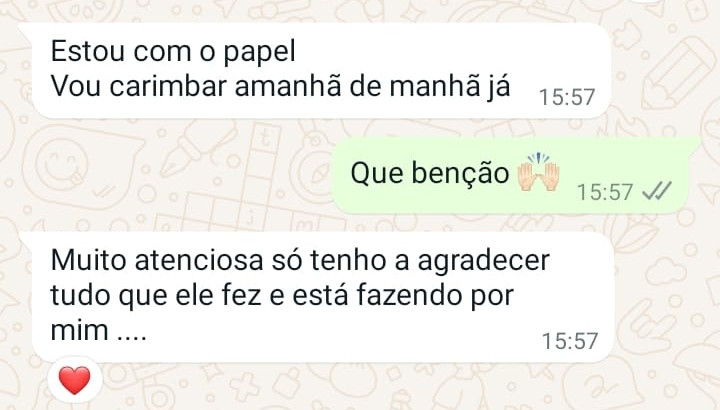 Estou com o papel
Vou carimbar amanhã de manhã já 15:57
Que benção 🙌🏻 15:57
Muito atenciosa só tenho a agradecer
tudo que ele fez e está fazendo por
mim .... 15:57